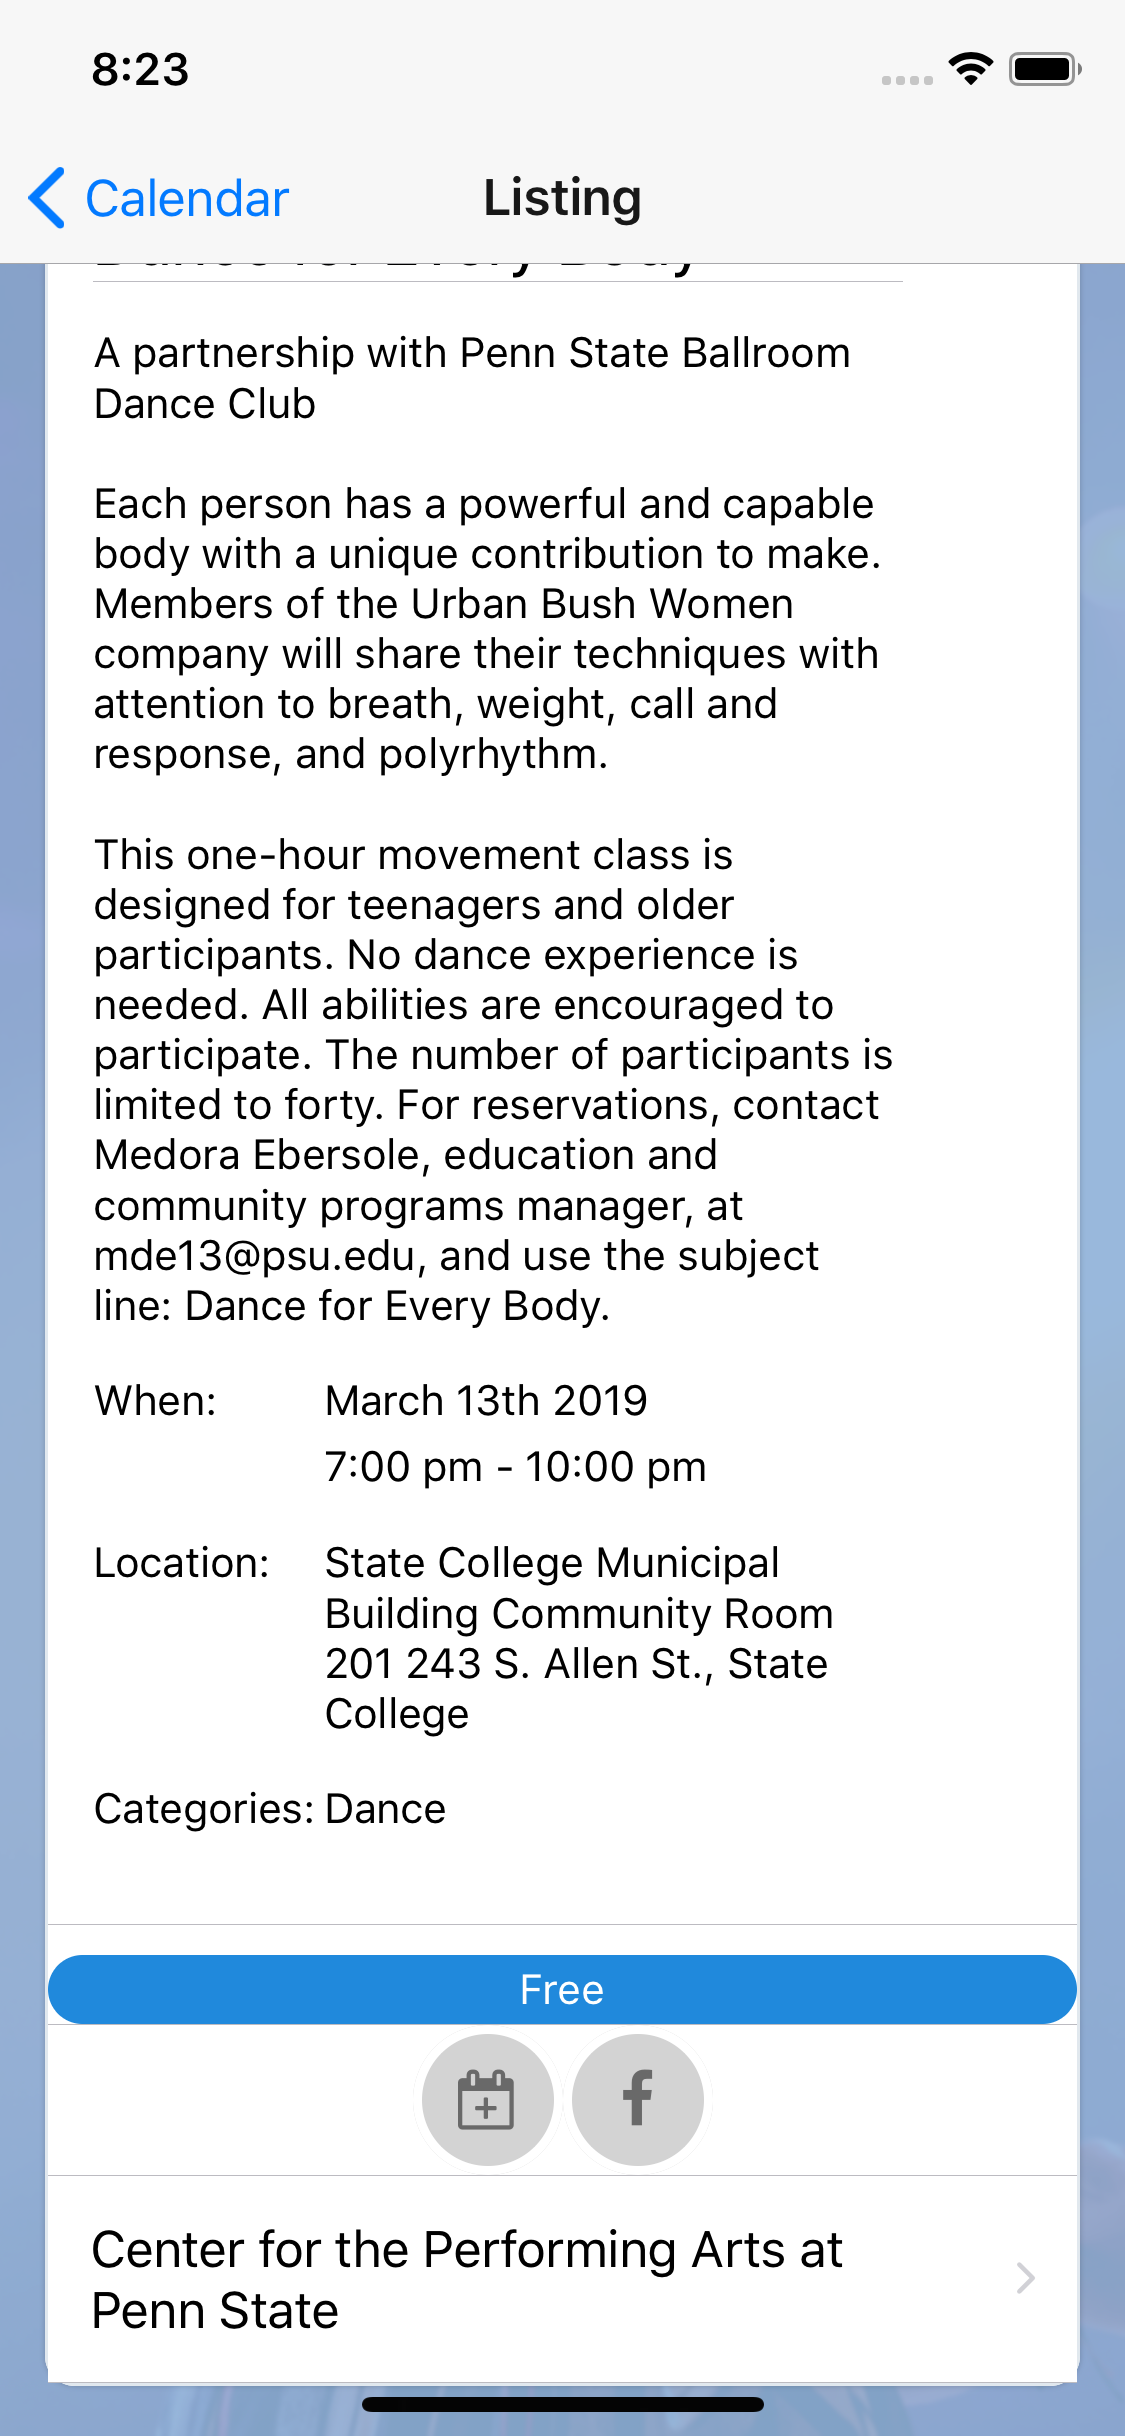 8:23
Calendar
Listing
Dance for Every Body
A partnership with Penn State Ballroom
Dance Club
Each person has a powerful and capable
body with a unique contribution to make.
Members of the Urban Bush Women
company will share their techniques with
attention to breath, weight, call and
response, and polyrhythm.
This one-hour movement class is
designed for teenagers and older
participants. No dance experience is
needed. All abilities are encouraged to
participate. The number of participants is
limited to forty. For reservations, contact
Medora Ebersole, education and
community programs manager, at
mde13@psu.edu, and use the subject
line: Dance for Every Body.
When: March 13th 2019
7:00 pm - 10:00 pm
Location: State College Municipal
Building Community Room
201 243 S. Allen St., State
College
Categories: Dance
Free
Center for the Performing Arts at
Penn State